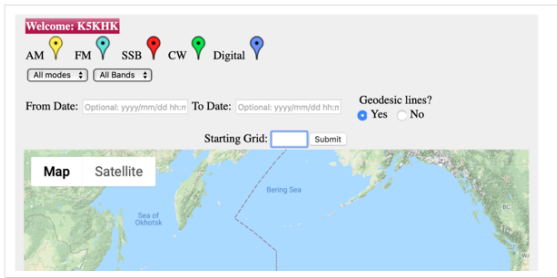 Welcome: K5KHK
AM FM SSB CW Digital
All modes All Bands
From Date: Optional: yyyy/mm/dd hh:n To Date: Optional: yyyy/mm/dd hh:n Geodesic lines?
Yes No
Starting Grid: Submit
Map Satellite
Bering Sea
Sea of
Okhotsk
BC